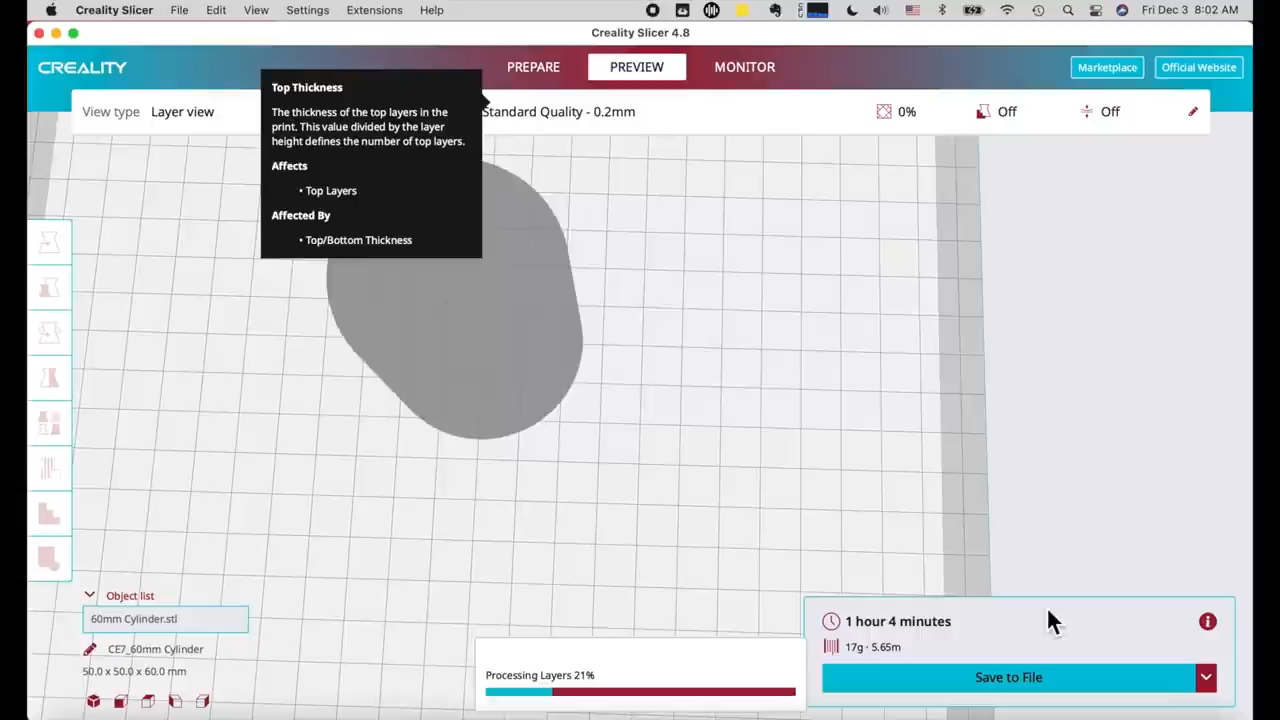 Creality Slicer File Edit View Settings Extensions Help Fri Dec 3 8:02 AM
Creality Slicer 4.8
CREALITY PREPARE PREVIEW MONITOR Marketplace Official Website
View type Layer view Standard Quality - 0.2mm 0% Off Off
Top Thickness
The thickness of the top layers in the
print. This value divided by the layer
height defines the number of top layers.
Affects
• Top Layers
Affected By
• Top/Bottom Thickness
Object list
60mm Cylinder.stl
CE7_60mm Cylinder
50.0 x 50.0 x 60.0 mm
Processing Layers 21%
1 hour 4 minutes
17g · 5.65m
Save to File